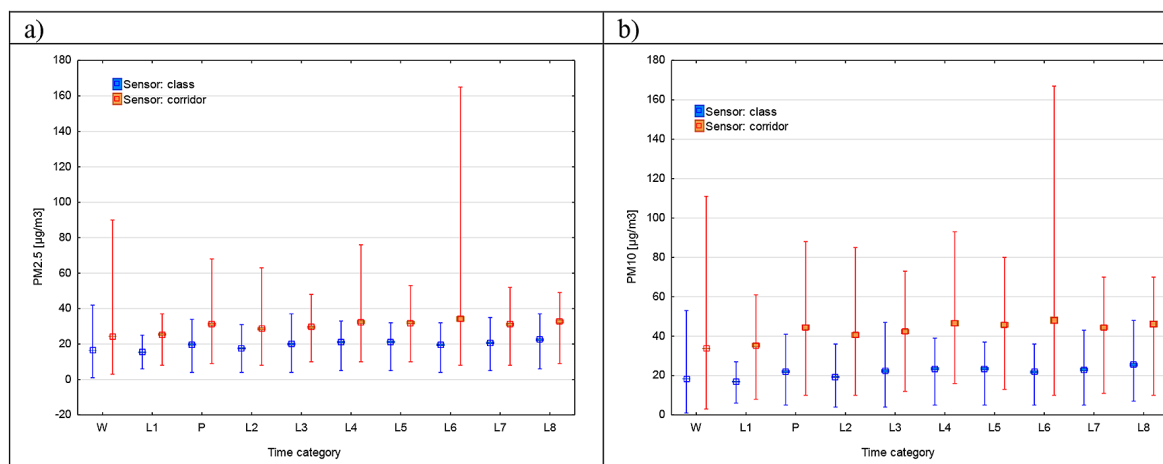 a)
b)
PM2.5 [µg/m3]
180
160
140
120
100
80
60
40
20
0
-20
Sensor: class
Sensor: corridor
W L1 P L2 L3 L4 L5 L6 L7 L8
Time category
PM10 [µg/m3]
180
160
140
120
100
80
60
40
20
0
Sensor: class
Sensor: corridor
W L1 P L2 L3 L4 L5 L6 L7 L8
Time category